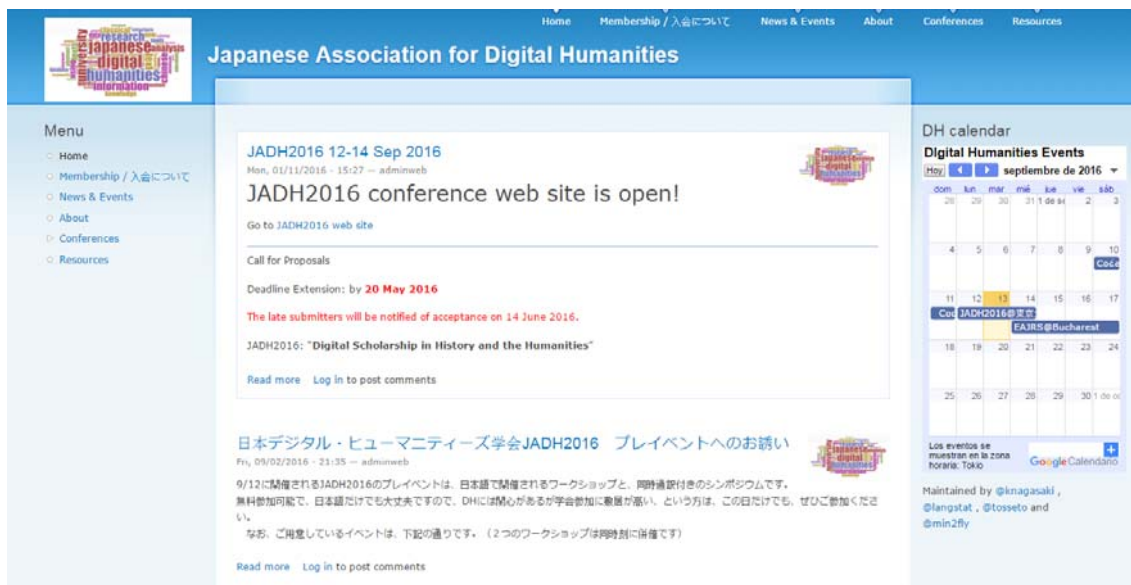 Home Membership / 入会について News & Events About Conferences Resources
research
japanese
analysis
university
digital
humanities
information
Japanese Association for Digital Humanities
Menu
Home
Membership / 入会について
News & Events
About
Conferences
Resources
JADH2016 12-14 Sep 2016
Mon, 01/11/2016 - 15:27 — adminweb
JADH2016 conference web site is open!
Go to JADH2016 web site
Call for Proposals
Deadline Extension: by 20 May 2016
The late submitters will be notified of acceptance on 14 June 2016.
JADH2016: "Digital Scholarship in History and the Humanities"
Read more Log in to post comments
日本デジタル・ヒューマニティーズ学会JADH2016 プレイベントへのお誘い
Fri, 09/02/2016 - 21:35 — adminweb
9/12に開催されるJADH2016のプレイベントは、日本語で開催されるワークショップと、同時通訳付きのシンポジウムです。
無料参加可能で、日本語だけでも大丈夫ですので、DHには関心があるが学会参加に敷居が高い、という方は、この日だけでも、ぜひご参加くださ
い。
なお、ご用意しているイベントは、下記の通りです。（２つのワークショップは同時刻に併催です）
Read more Log in to post comments
DH calendar
Digital Humanities Events
Hoy septiembre de 2016
dom lun mar mié jue vie sáb
28 29 30 31 1 de se 2 3
4 5 6 7 8 9 10
11 12 13 14 15 16 17
JADH2016@東京
EAJRS@Bucharest
18 19 20 21 22 23 24
25 26 27 28 29 30 1 de oc
Los eventos se
muestran en la zona
horaria: Tokio
Google Calendario
Maintained by @knagasaki ,
@langstat , @tosseto and
@min2fly